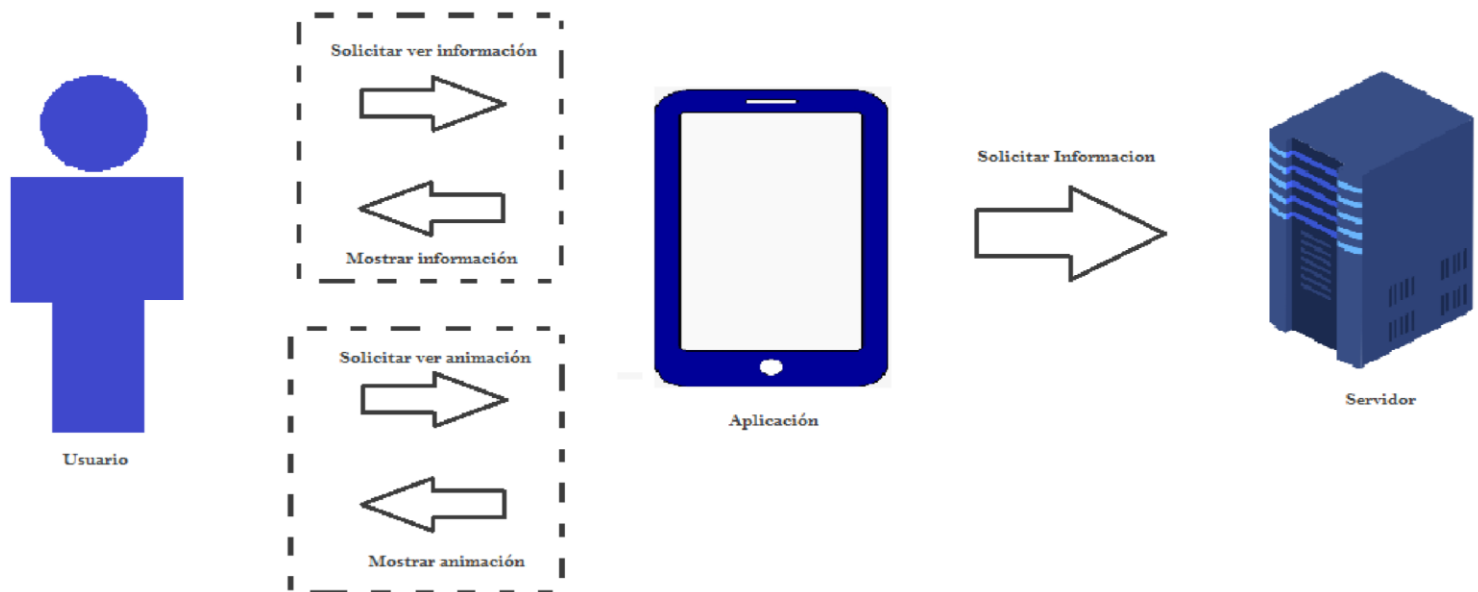 Solicitar ver información
Mostrar información
Solicitar ver animación
Mostrar animación
Usuario
Aplicación
Solicitar Informacion
Servidor